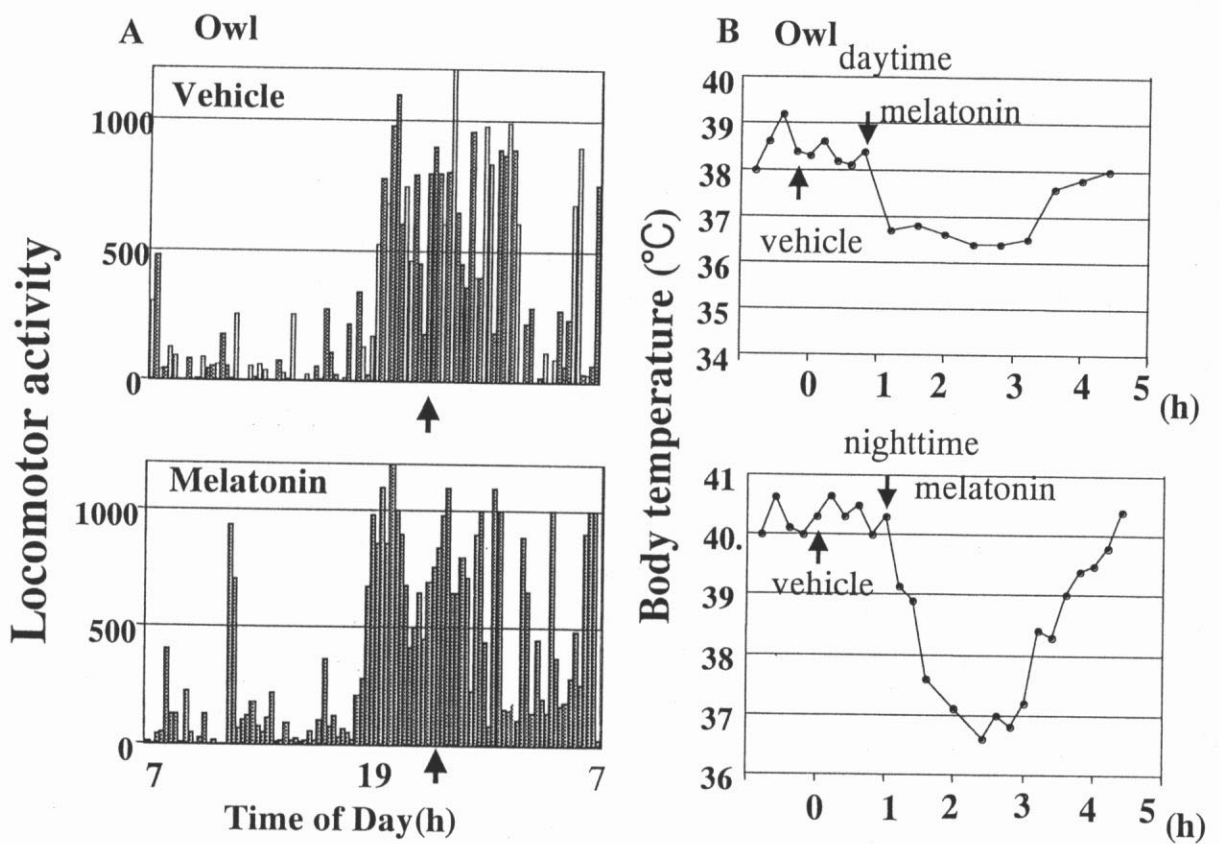 A Owl
Vehicle
1000
500
0
Melatonin
1000
500
0
7 19 7
Time of Day(h)
Locomotor activity
B Owl
daytime
melatonin
vehicle
40
39
38
37
36
35
34
0 1 2 3 4 5 (h)
Body temperature (°C)
nighttime
melatonin
vehicle
41
40.
39
38
37
36
0 1 2 3 4 5 (h)